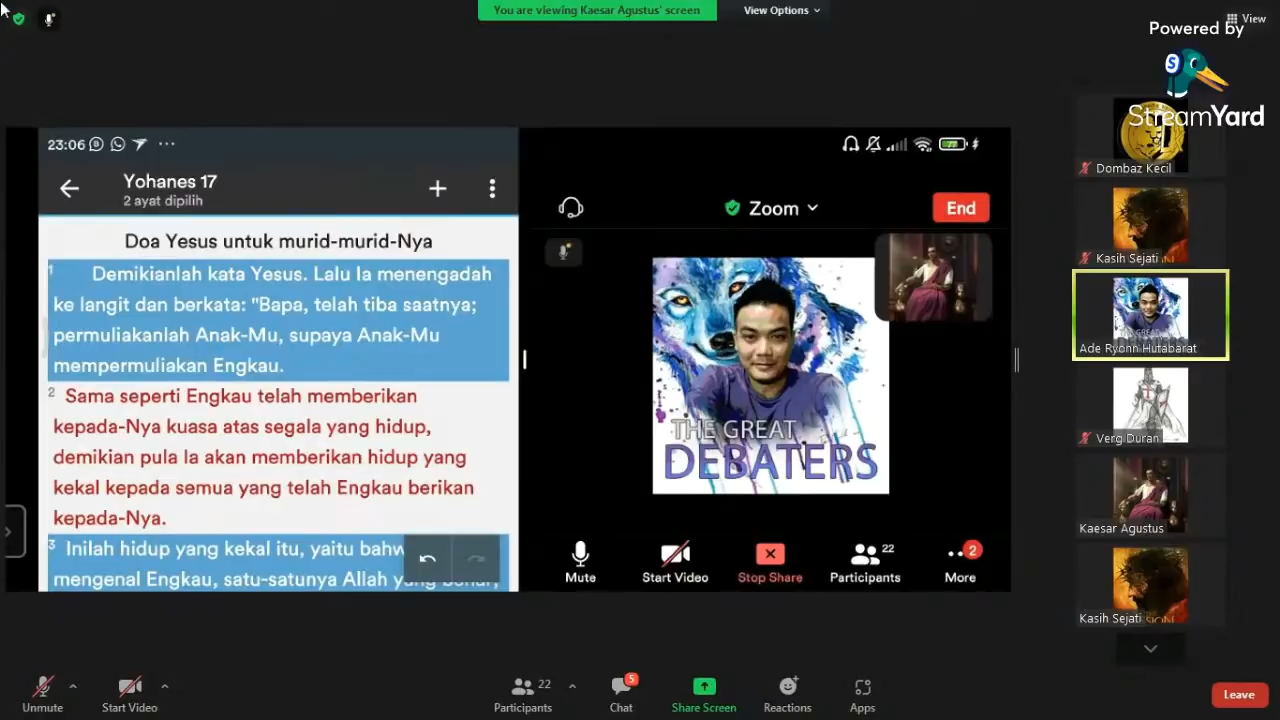 You are viewing Kaesar Agustus' screen
View Options
View
Powered by
StreamYard
23:06
Yohanes 17
2 ayat dipilih
Doa Yesus untuk murid-murid-Nya
1 Demikianlah kata Yesus. Lalu Ia menengadah
ke langit dan berkata: "Bapa, telah tiba saatnya;
permuliakanlah Anak-Mu, supaya Anak-Mu
mempermuliakan Engkau.
2 Sama seperti Engkau telah memberikan
kepada-Nya kuasa atas segala yang hidup,
demikian pula Ia akan memberikan hidup yang
kekal kepada semua yang telah Engkau berikan
kepada-Nya.
3 Inilah hidup yang kekal itu, yaitu bahw
mengenal Engkau, satu-satunya Allah yang benar,
Zoom
End
THE GREAT
DEBATERS
Mute
Start Video
Stop Share
22
Participants
2
More
Dombaz Kecil
Kasih Sejati
THE GREAT
Ade Ryonn Hutabarat
Verg Duran
Kaesar Agustus
Kasih Sejati
Unmute
Start Video
22
Participants
5
Chat
Share Screen
Reactions
Apps
Leave